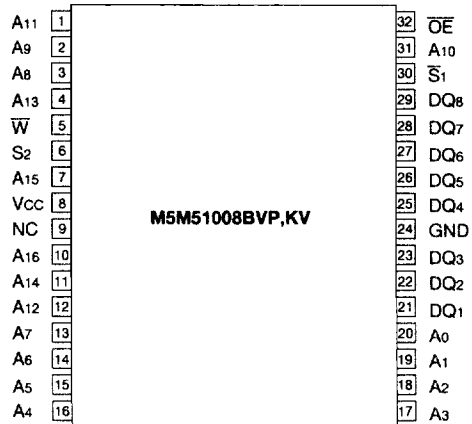 A11 1 32 O̅E̅
A9 2 31 A10
A8 3 30 S̅1
A13 4 29 DQ8
W̅ 5 28 DQ7
S2 6 27 DQ6
A15 7 26 DQ5
VCC 8 25 DQ4
M5M51008BVP,KV
NC 9 24 GND
A16 10 23 DQ3
A14 11 22 DQ2
A12 12 21 DQ1
A7 13 20 A0
A6 14 19 A1
A5 15 18 A2
A4 16 17 A3